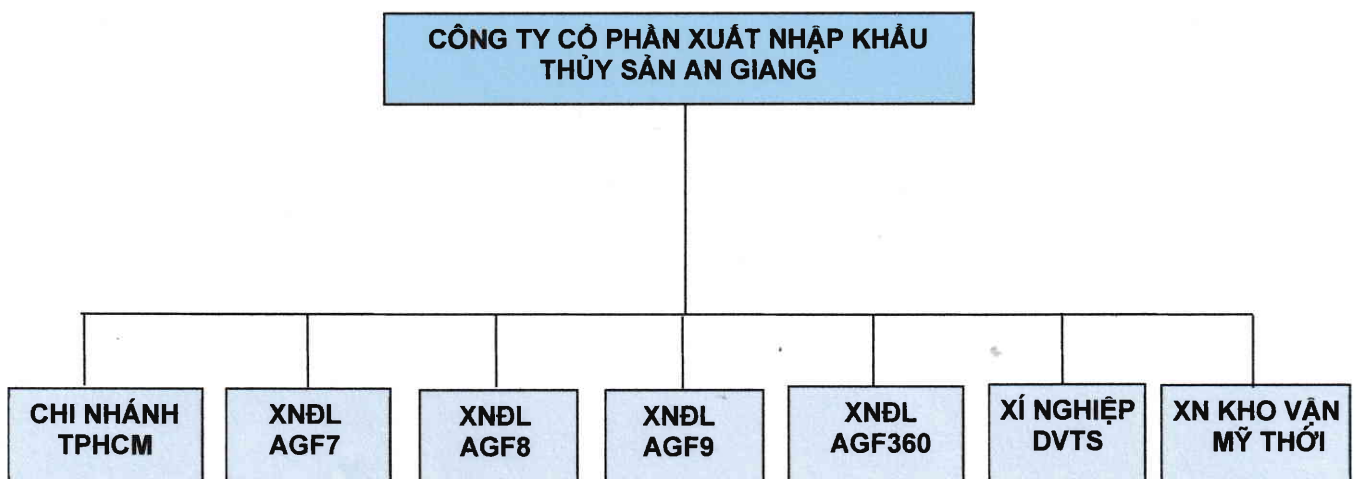 CÔNG TY CỔ PHẦN XUẤT NHẬP KHẨU
THỦY SẢN AN GIANG
CHI NHÁNH
TPHCM
XNĐL
AGF7
XNĐL
AGF8
XNĐL
AGF9
XNĐL
AGF360
XÍ NGHIỆP
DVTS
XN KHO VẬN
MỸ THỚI